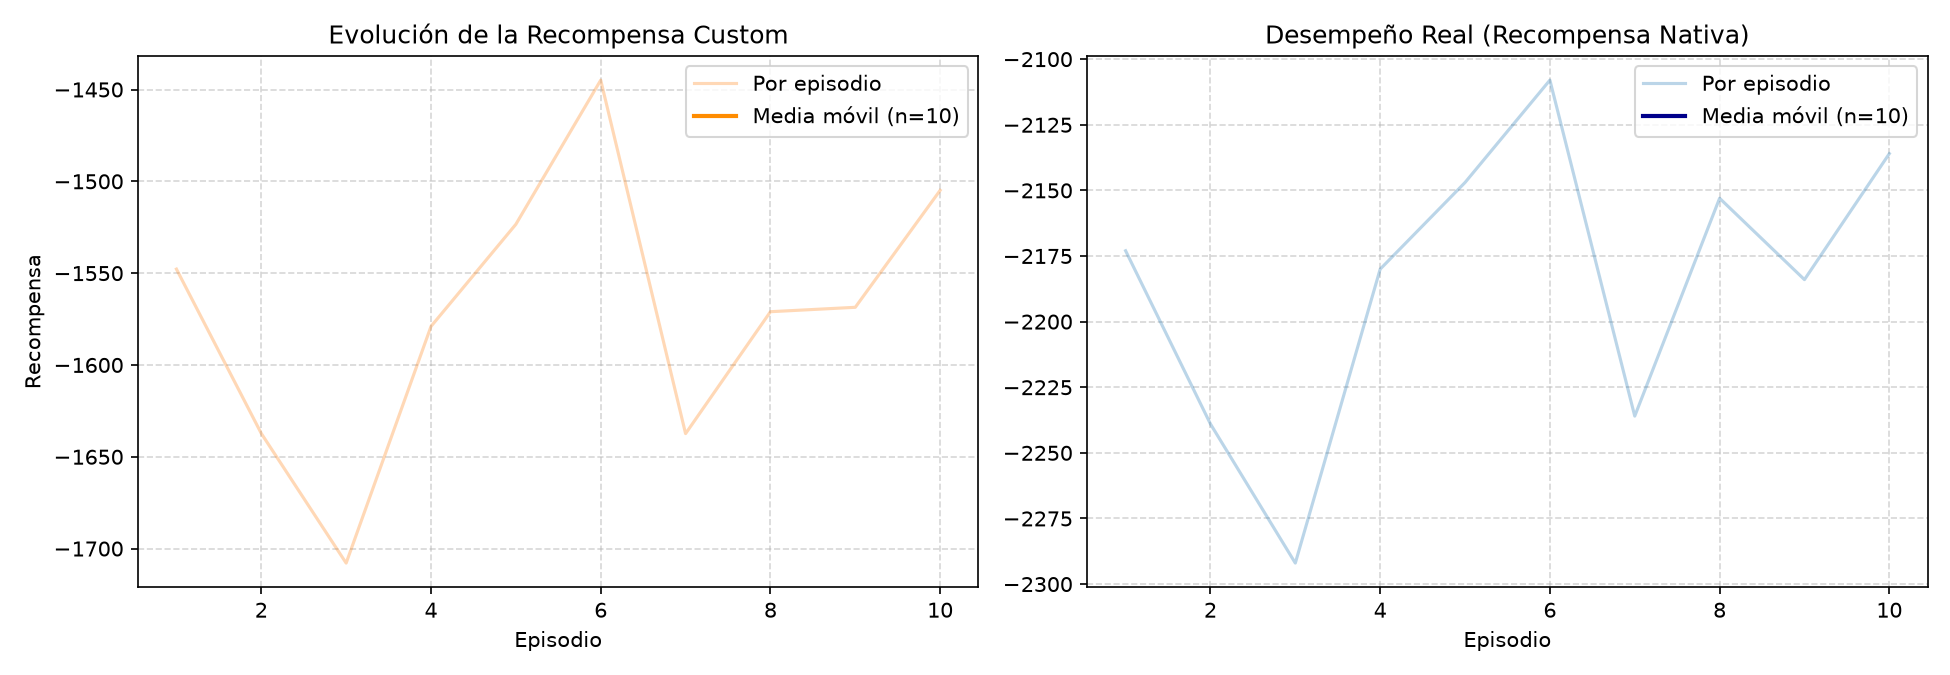 Evolución de la Recompensa Custom
Recompensa
−1450
−1500
−1550
−1600
−1650
−1700
Por episodio
Media móvil (n=10)
2
4
6
8
10
Episodio
Desempeño Real (Recompensa Nativa)
−2100
−2125
−2150
−2175
−2200
−2225
−2250
−2275
−2300
Por episodio
Media móvil (n=10)
2
4
6
8
10
Episodio